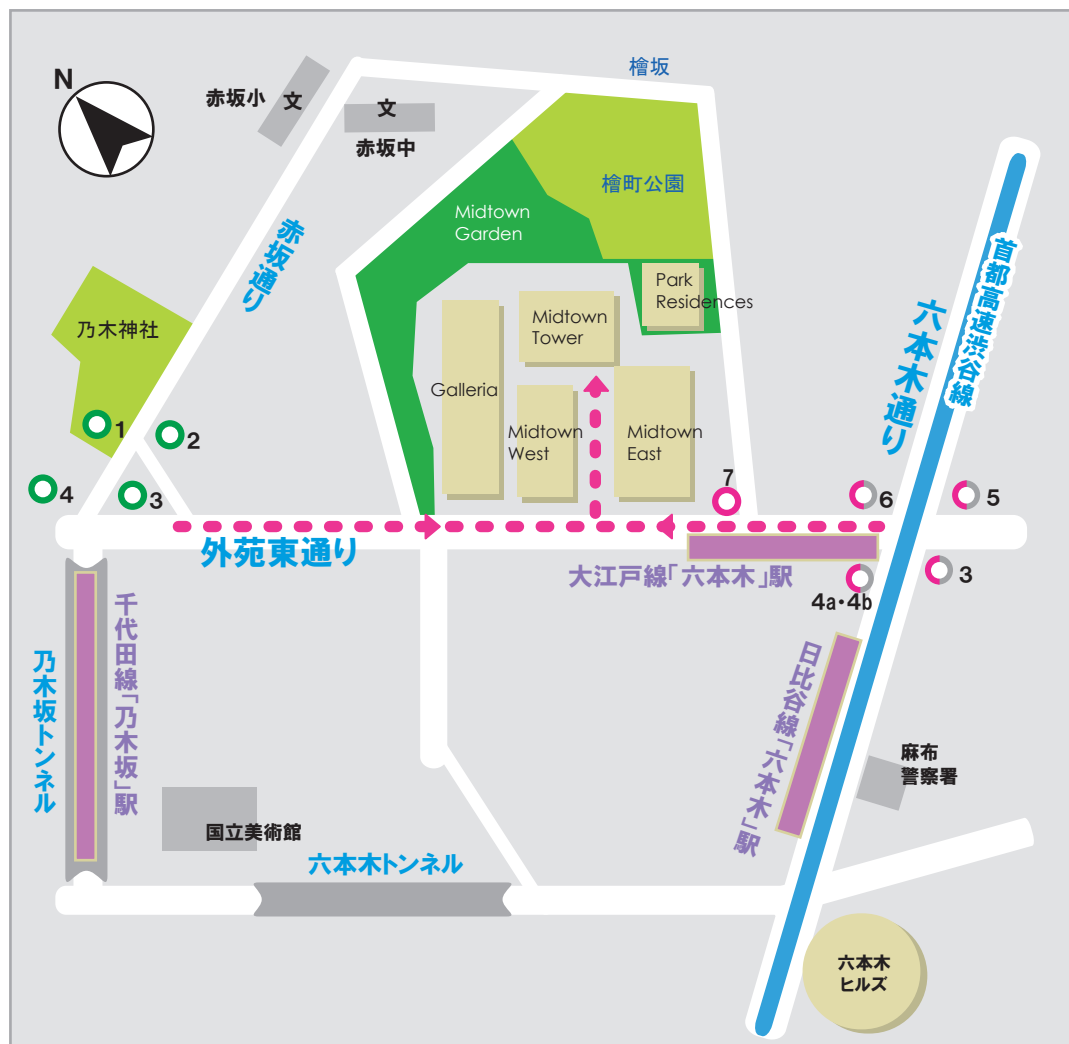 N
赤坂小
文
文
赤坂中
檜坂
檜町公園
Midtown
Garden
赤坂通り
乃木神社
Park
Residences
Midtown
Tower
Galleria
Midtown
West
Midtown
East
首都高速渋谷線
六本木通り
1
2
3
4
7
6
5
外苑東通り
大江戸線「六本木」駅
4a・4b
3
千代田線「乃木坂」駅
乃木坂トンネル
日比谷線「六本木」駅
麻布
警察署
国立美術館
六本木トンネル
六本木
ヒルズ